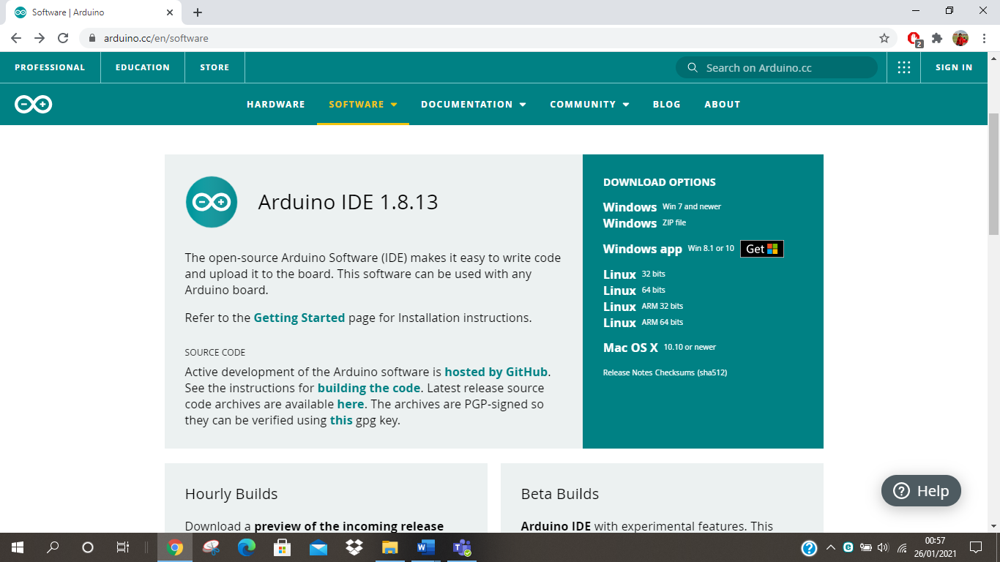 Software | Arduino
arduino.cc/en/software
2
PROFESSIONAL EDUCATION STORE Search on Arduino.cc SIGN IN
HARDWARE SOFTWARE DOCUMENTATION COMMUNITY BLOG ABOUT
Arduino IDE 1.8.13
The open-source Arduino Software (IDE) makes it easy to write code
and upload it to the board. This software can be used with any
Arduino board.
Refer to the Getting Started page for Installation instructions.
SOURCE CODE
Active development of the Arduino software is hosted by GitHub.
See the instructions for building the code. Latest release source
code archives are available here. The archives are PGP-signed so
they can be verified using this gpg key.
DOWNLOAD OPTIONS
Windows Win 7 and newer
Windows ZIP file
Windows app Win 8.1 or 10 Get
Linux 32 bits
Linux 64 bits
Linux ARM 32 bits
Linux ARM 64 bits
Mac OS X 10.10 or newer
Release Notes Checksums (sha512)
Hourly Builds
Download a preview of the incoming release
Beta Builds
Arduino IDE with experimental features. This
Help
00:57
26/01/2021